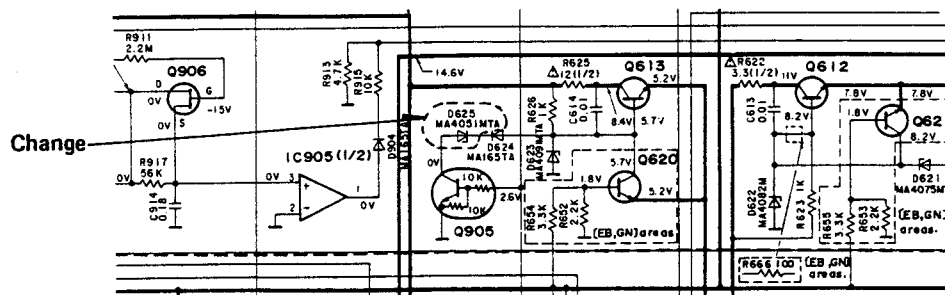 R911
2.2M
Q906
D
G
0V
-15V
S
0V
R917
56K
C914
0.18
0V
3
+
2
-
1
0V
IC905(1/2)
R913
4.7K
R915
10K
D904
MA165TA
Change
14.6V
D625
MA4051MTA
D624
MA165TA
0V
10K
10K
2.6V
Q905
R625
12(1/2)
Q613
5.2V
R626
1K
C614
0.01
8.4V
5.7V
D623
MA4091MTA
5.7V
Q620
1.8V
5.2V
R654
3.3K
R652
2.2K
[EB,GN] areas.
R622
3.3(1/2)
11V
Q612
7.8V
7.8V
C613
0.01
8.2V
1.8V
Q62
8.2V
D621
MA4075M
D622
MA4082M
R623 1K
R655
3.3K
R653
2.2K
[EB,GN]
areas.
R666 100
[EB,GN]
areas.